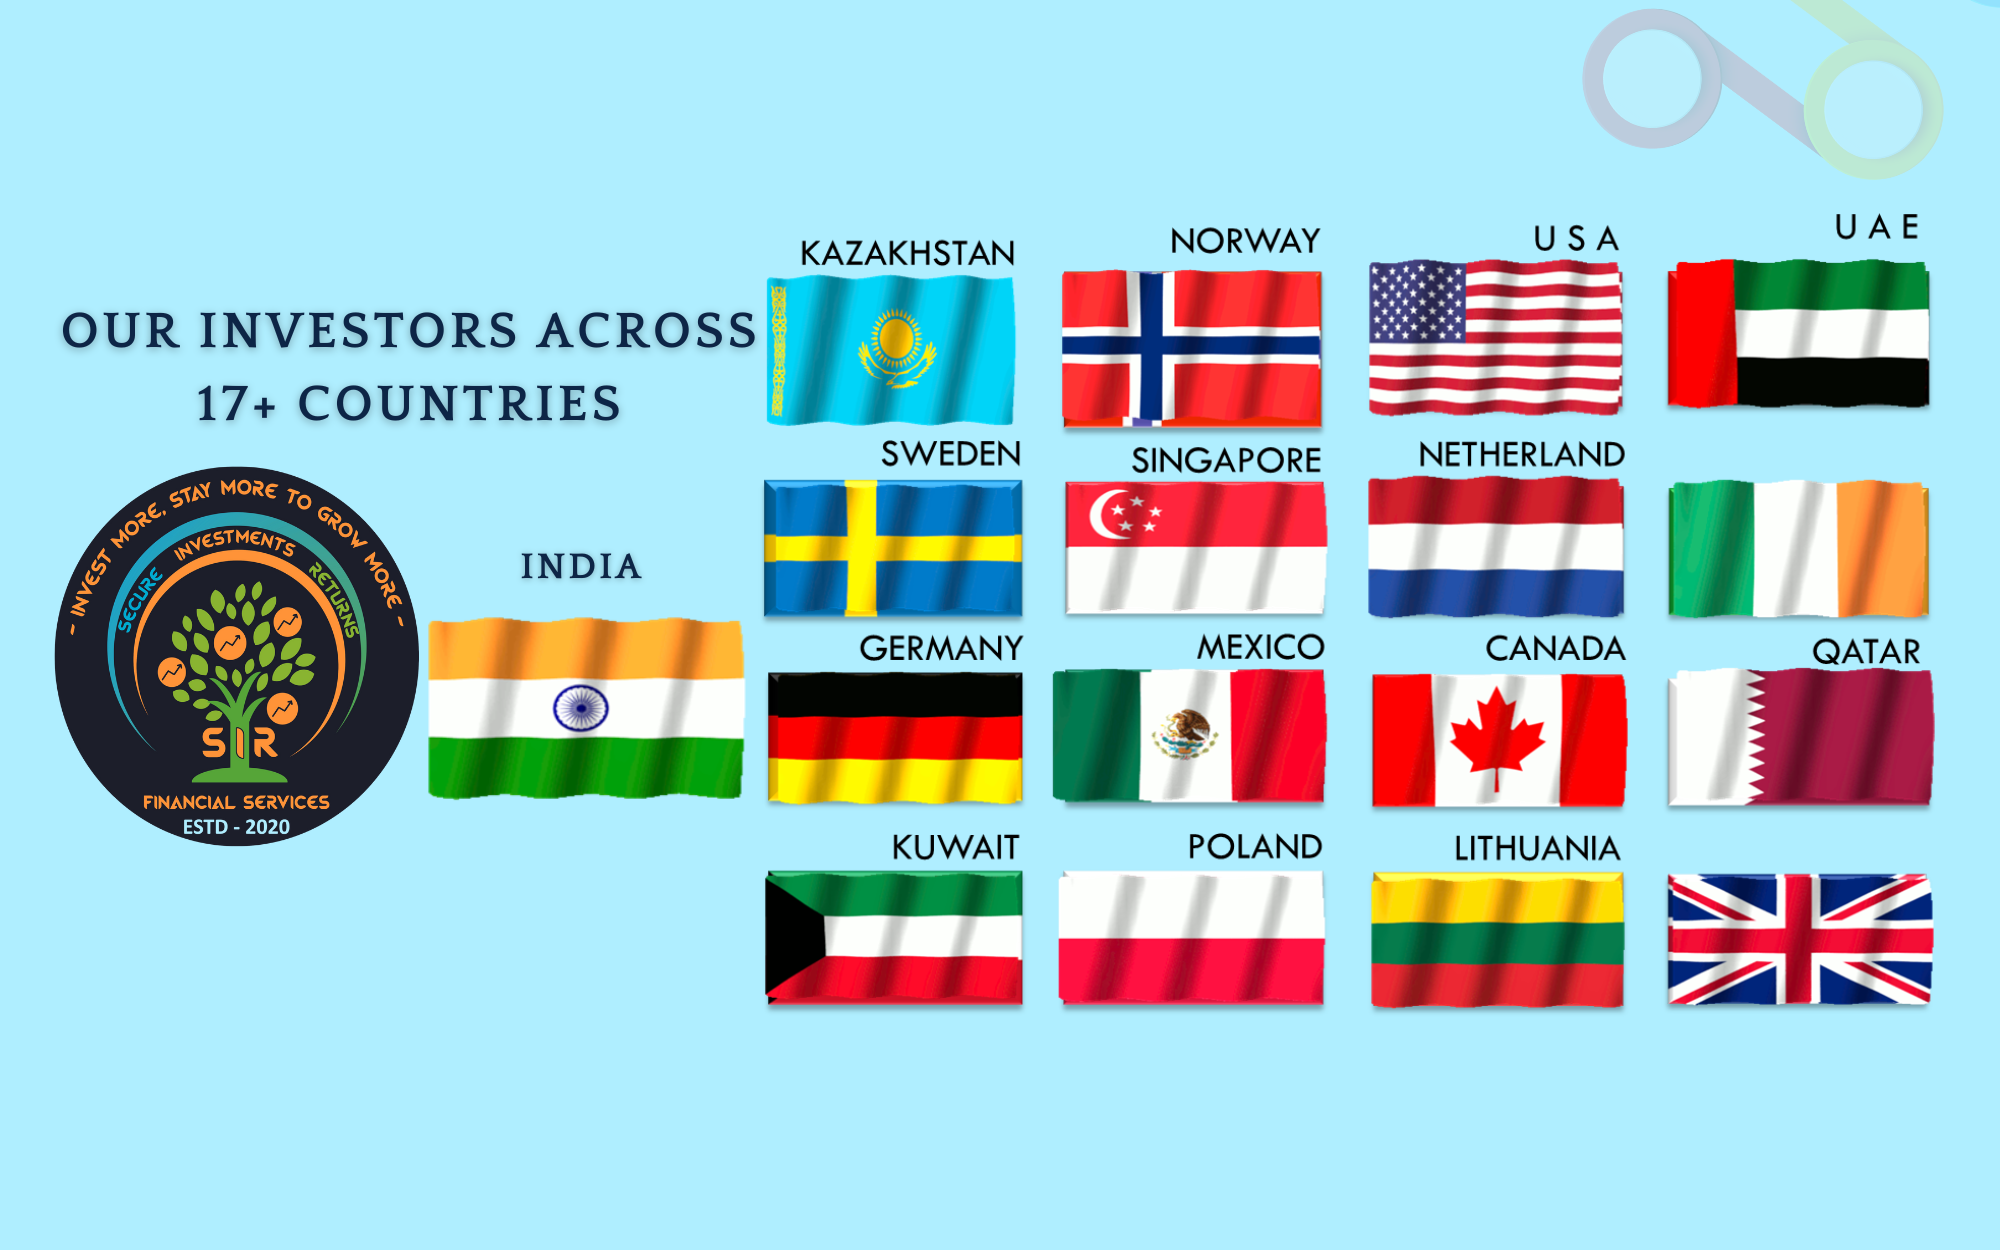 OUR INVESTORS ACROSS
17+ COUNTRIES
- INVEST MORE, STAY MORE TO GROW MORE -
SECURE INVESTMENTS RETURNS
SIR
FINANCIAL SERVICES
ESTD - 2020
INDIA
KAZAKHSTAN
NORWAY
U S A
U A E
SWEDEN
SINGAPORE
NETHERLAND
GERMANY
MEXICO
CANADA
QATAR
KUWAIT
POLAND
LITHUANIA